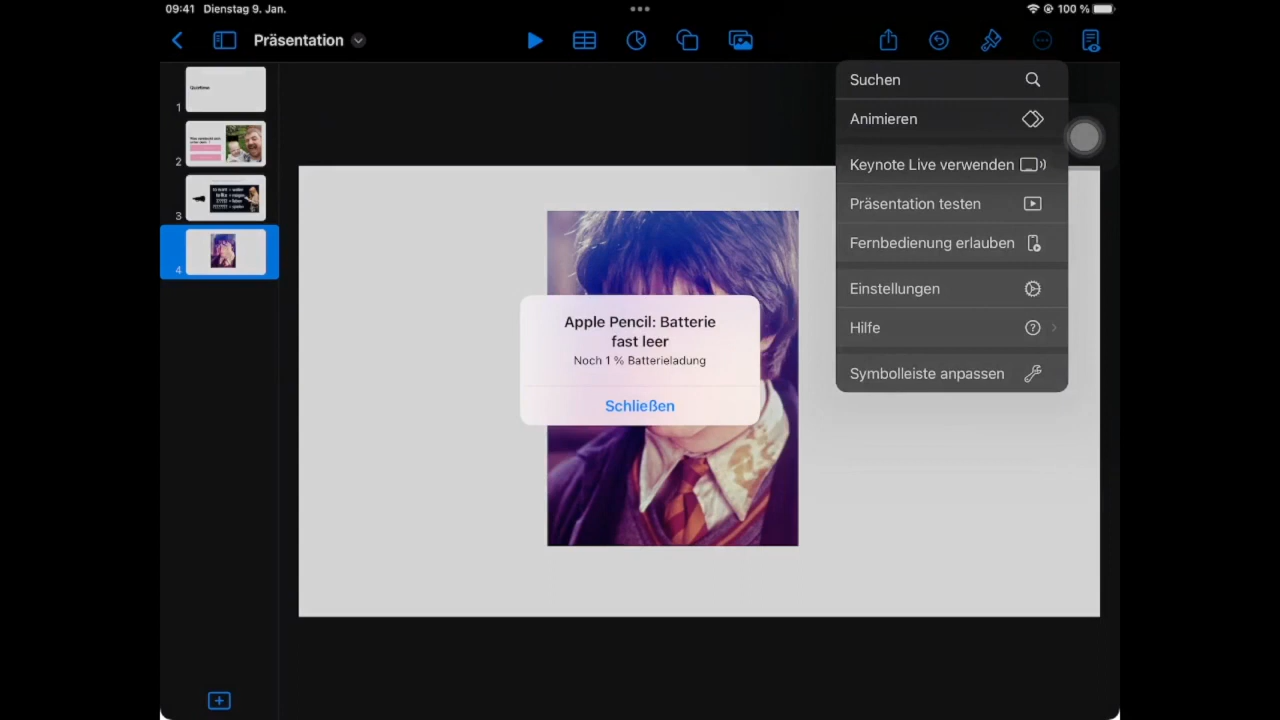 09:41 Dienstag 9. Jan.
100 %
Präsentation
Suchen
Animieren
Keynote Live verwenden
Präsentation testen
Fernbedienung erlauben
Einstellungen
Hilfe
Symbolleiste anpassen
Apple Pencil: Batterie
fast leer
Noch 1 % Batterieladung
Schließen
1
2
3
4